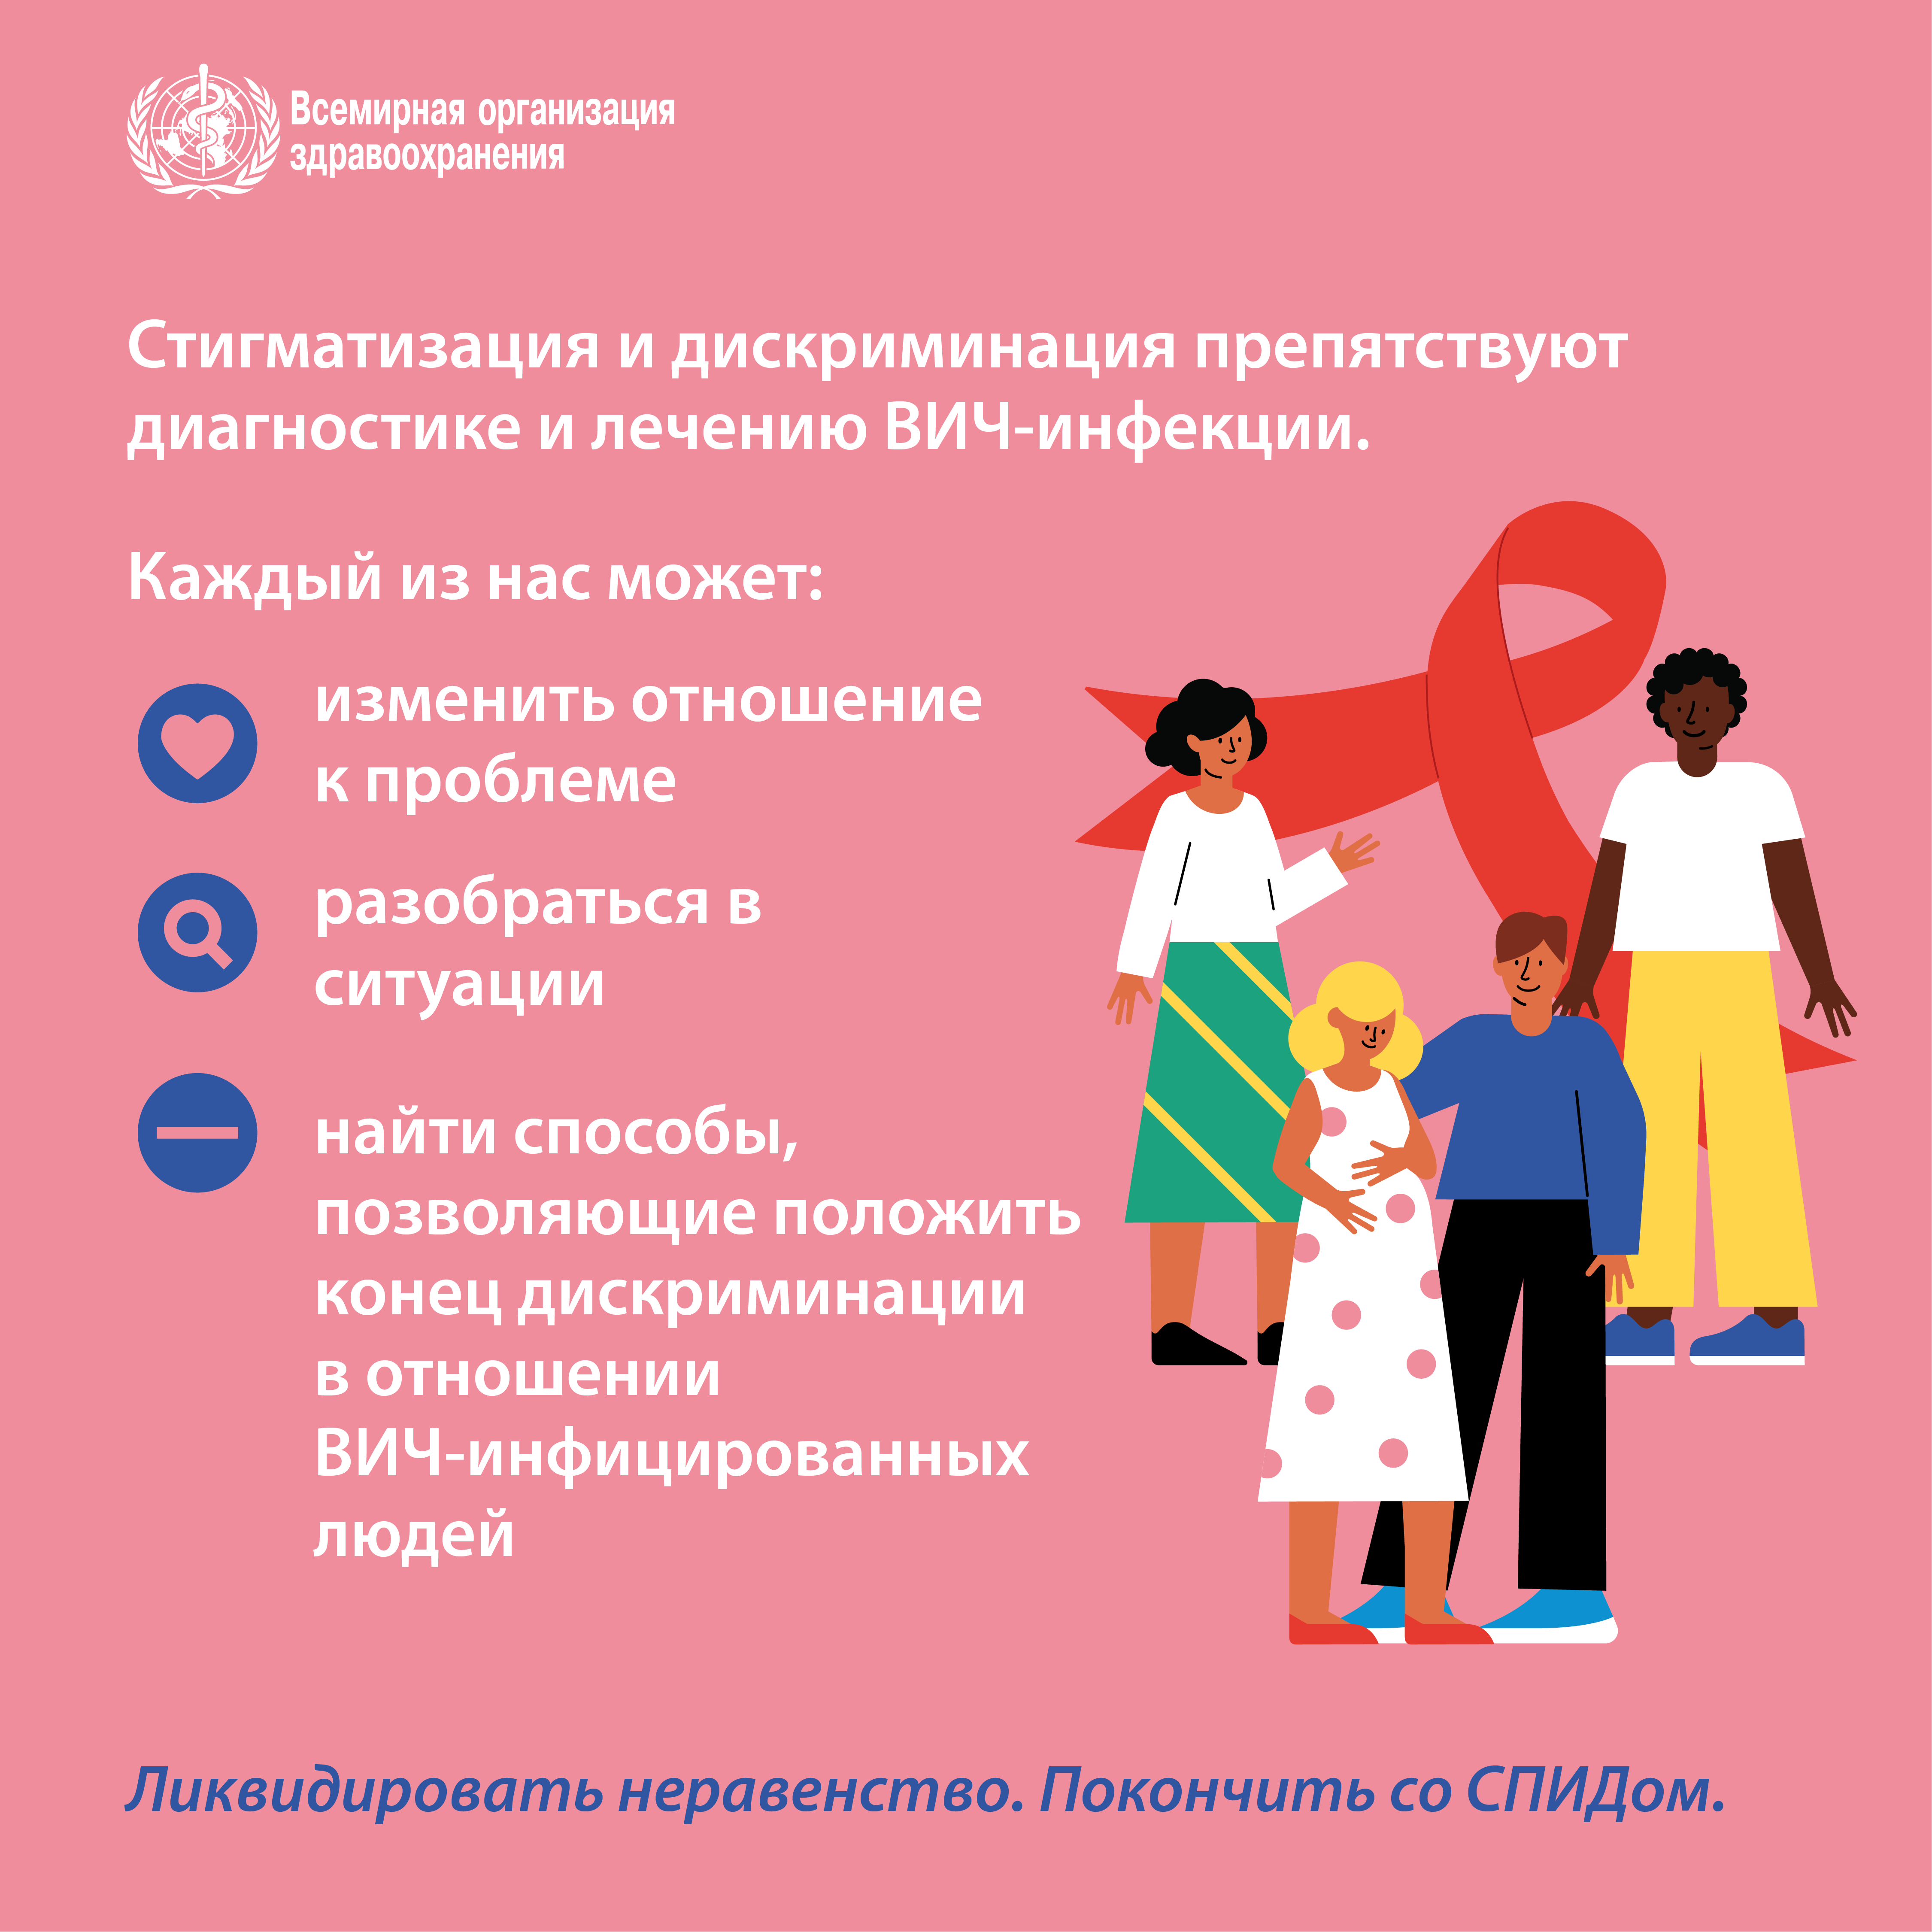 Всемирная организация
здравоохранения
Стигматизация и дискриминация препятствуют
диагностике и лечению ВИЧ-инфекции.
Каждый из нас может:
изменить отношение
к проблеме
разобраться в
ситуации
найти способы,
позволяющие положить
конец дискриминации
в отношении
ВИЧ-инфицированных
людей
Ликвидировать неравенство. Покончить со СПИДом.